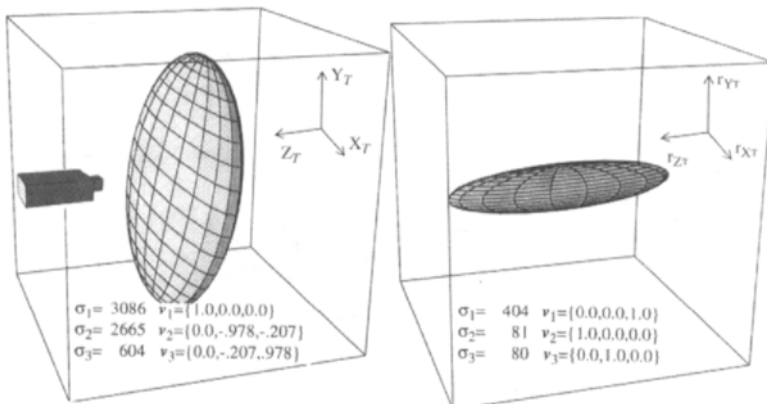 Y_T
Z_T
X_T
σ₁= 3086 v₁={1.0,0.0,0.0}
σ₂= 2665 v₂={0.0,-.978,-.207}
σ₃= 604 v₃={0.0,-.207,.978}
r_YT
r_ZT
r_XT
σ₁= 404 v₁={0.0,0.0,1.0}
σ₂= 81 v₂={1.0,0.0,0.0}
σ₃= 80 v₃={0.0,1.0,0.0}